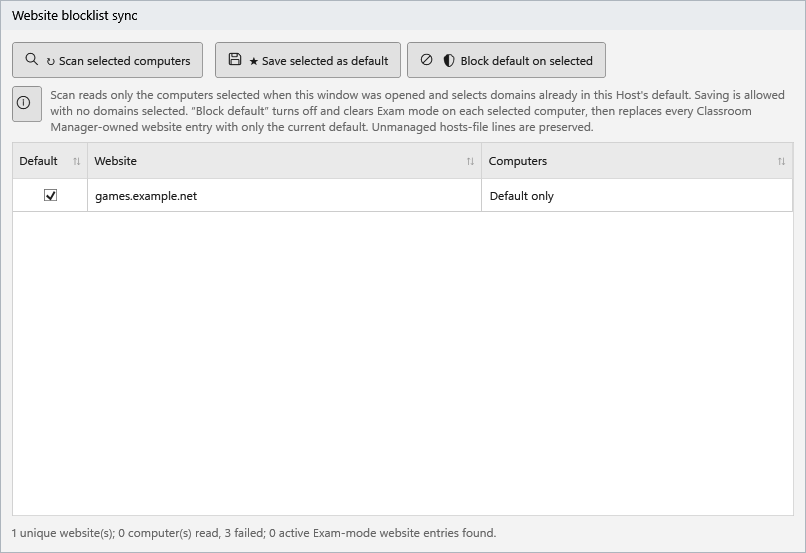 Website blocklist sync
↻ Scan selected computers
★ Save selected as default
Block default on selected
Scan reads only the computers selected when this window was opened and selects domains already in this Host's default. Saving is allowed
with no domains selected. "Block default" turns off and clears Exam mode on each selected computer, then replaces every Classroom
Manager-owned website entry with only the current default. Unmanaged hosts-file lines are preserved.
Default
Website
Computers
games.example.net
Default only
1 unique website(s); 0 computer(s) read, 3 failed; 0 active Exam-mode website entries found.